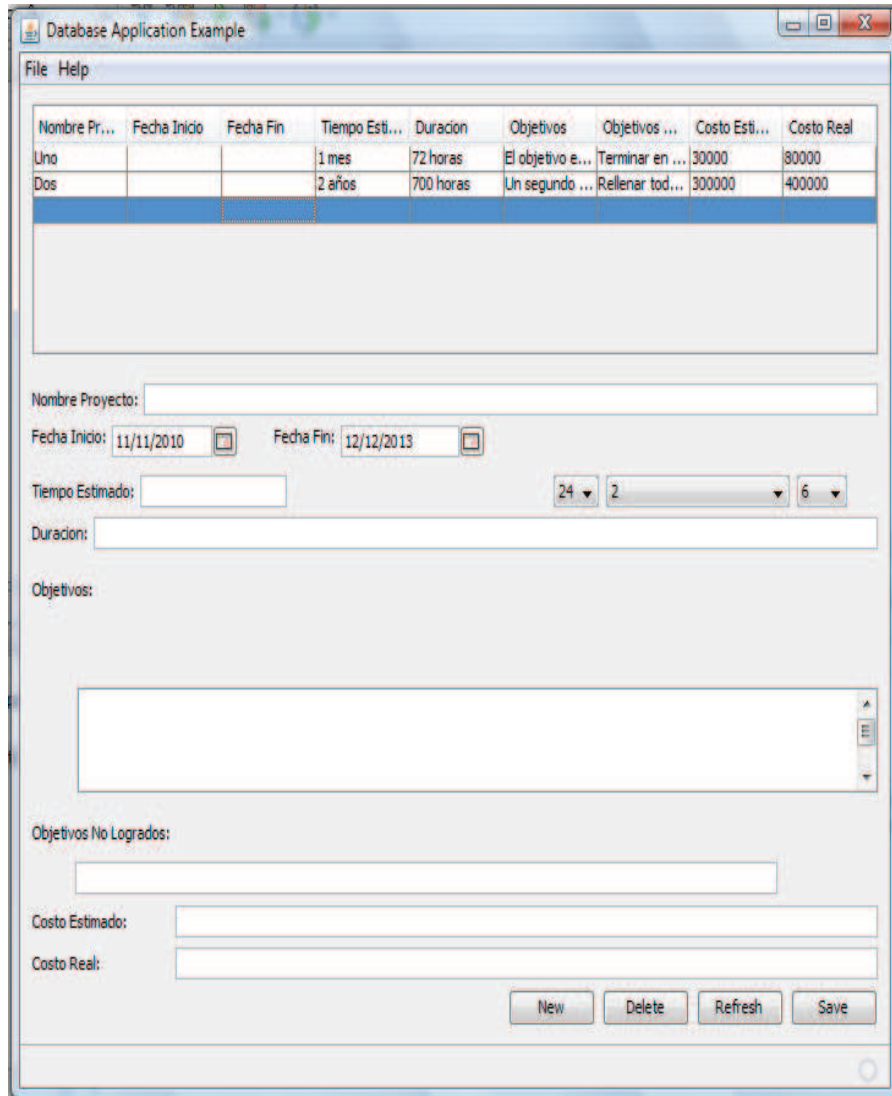 Database Application Example
File Help
Nombre Pr... Fecha Inicio Fecha Fin Tiempo Esti... Duracion Objetivos Objetivos ... Costo Esti... Costo Real
Uno 1 mes 72 horas El objetivo e... Terminar en ... 30000 80000
Dos 2 años 700 horas Un segundo ... Rellenar tod... 300000 400000
Nombre Proyecto:
Fecha Inicio: 11/11/2010 Fecha Fin: 12/12/2013
Tiempo Estimado: 24 2 6
Duracion:
Objetivos:
Objetivos No Logrados:
Costo Estimado:
Costo Real:
New Delete Refresh Save